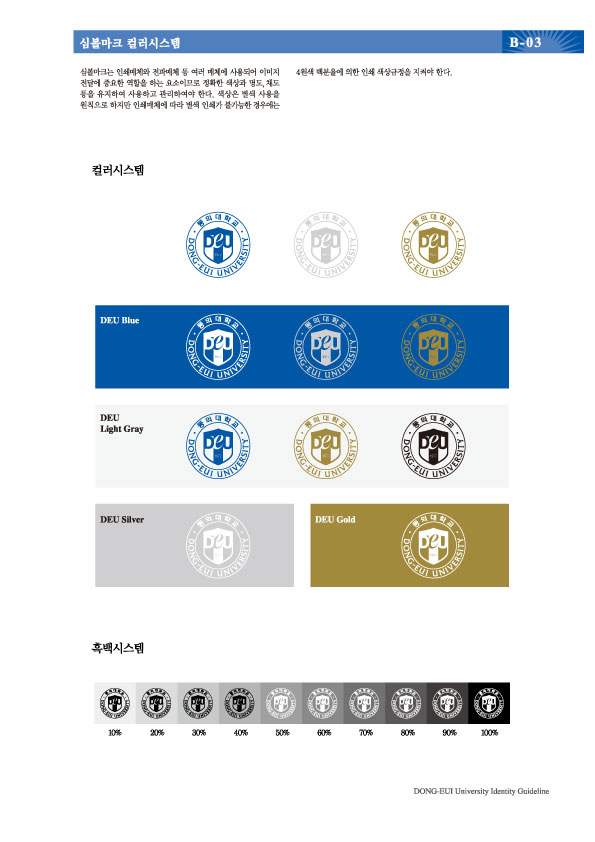 심볼마크 컬러시스템
B-03
심볼마크는 인쇄매체와 전파매체 등 여러 매체에 사용되어 이미지
전달에 중요한 역할을 하는 요소이므로 정확한 색상과 명도, 채도
등을 유지하여 사용하고 관리하여야 한다. 색상은 별색 사용을
원칙으로 하지만 인쇄매체에 따라 별색 인쇄가 불가능한 경우에는
4원색 백분율에 의한 인쇄 색상규정을 지켜야 한다.
컬러시스템
동의대학교
DEU
DONG-EUI UNIVERSITY
동의대학교
DEU
DONG-EUI UNIVERSITY
동의대학교
DEU
DONG-EUI UNIVERSITY
DEU Blue
동의대학교
DEU
DONG-EUI UNIVERSITY
동의대학교
DEU
DONG-EUI UNIVERSITY
동의대학교
DEU
DONG-EUI UNIVERSITY
DEU
Light Gray
동의대학교
DEU
DONG-EUI UNIVERSITY
동의대학교
DEU
DONG-EUI UNIVERSITY
동의대학교
DEU
DONG-EUI UNIVERSITY
DEU Silver
동의대학교
DEU
DONG-EUI UNIVERSITY
DEU Gold
동의대학교
DEU
DONG-EUI UNIVERSITY
흑백시스템
10% 20% 30% 40% 50% 60% 70% 80% 90% 100%
DONG-EUI University Identity Guideline